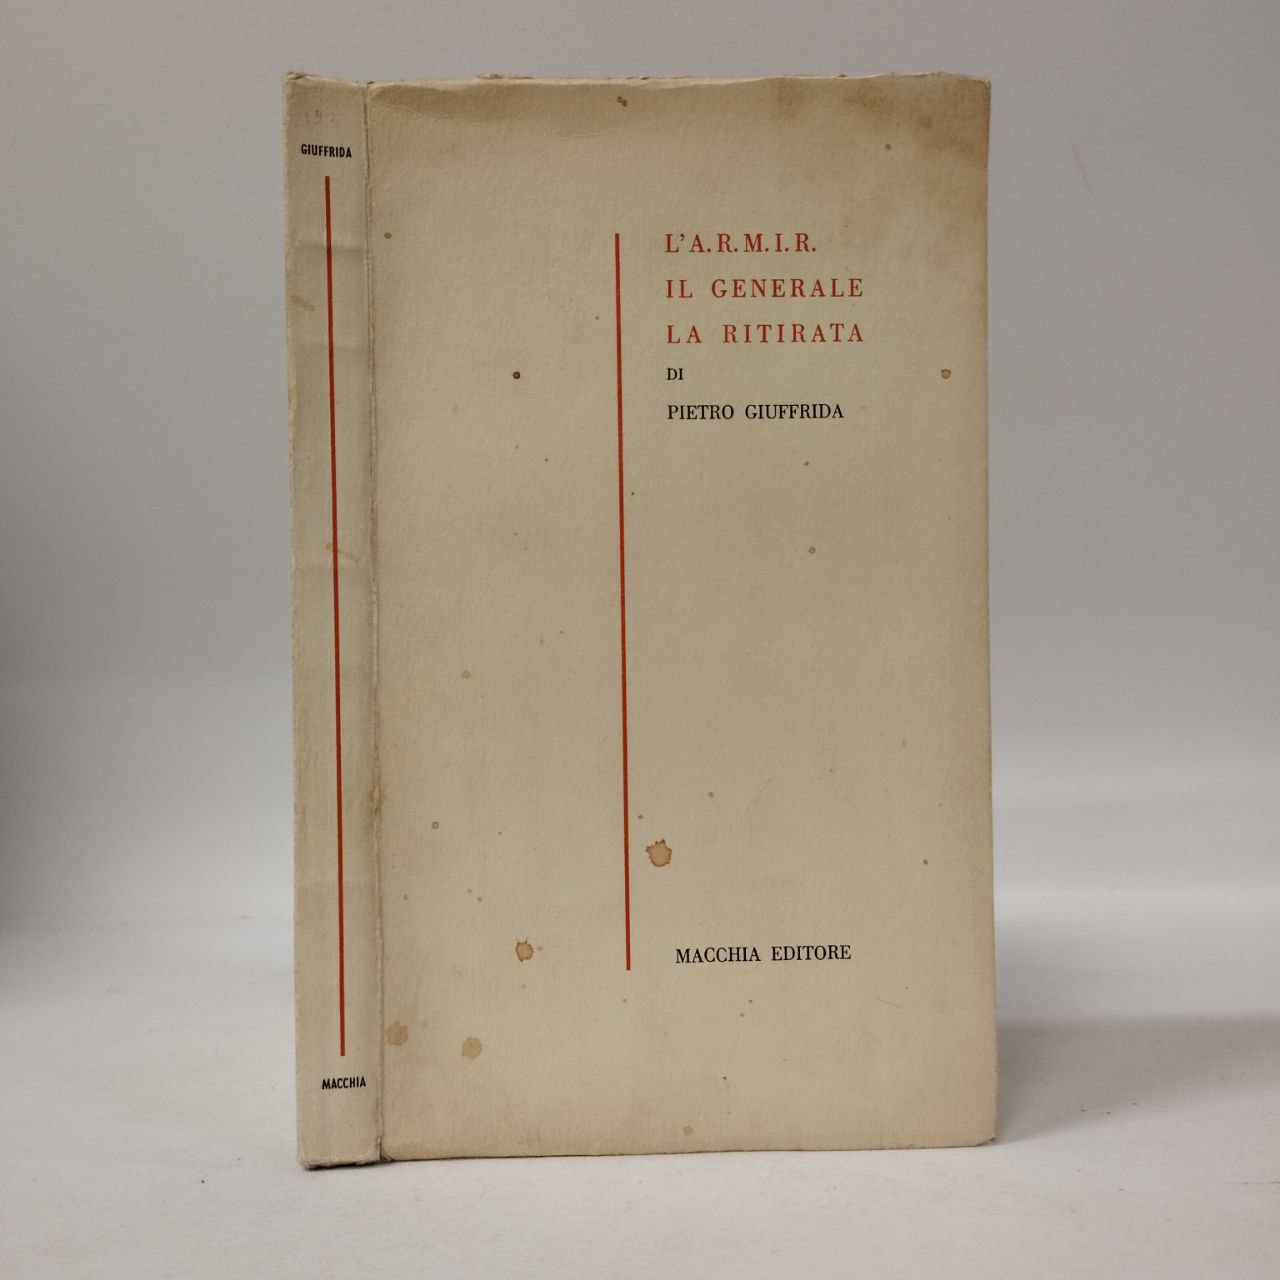 GIUFFRIDA
MACCHIA
L'A.R.M.I.R.
IL GENERALE
LA RITIRATA
DI
PIETRO GIUFFRIDA
MACCHIA EDITORE